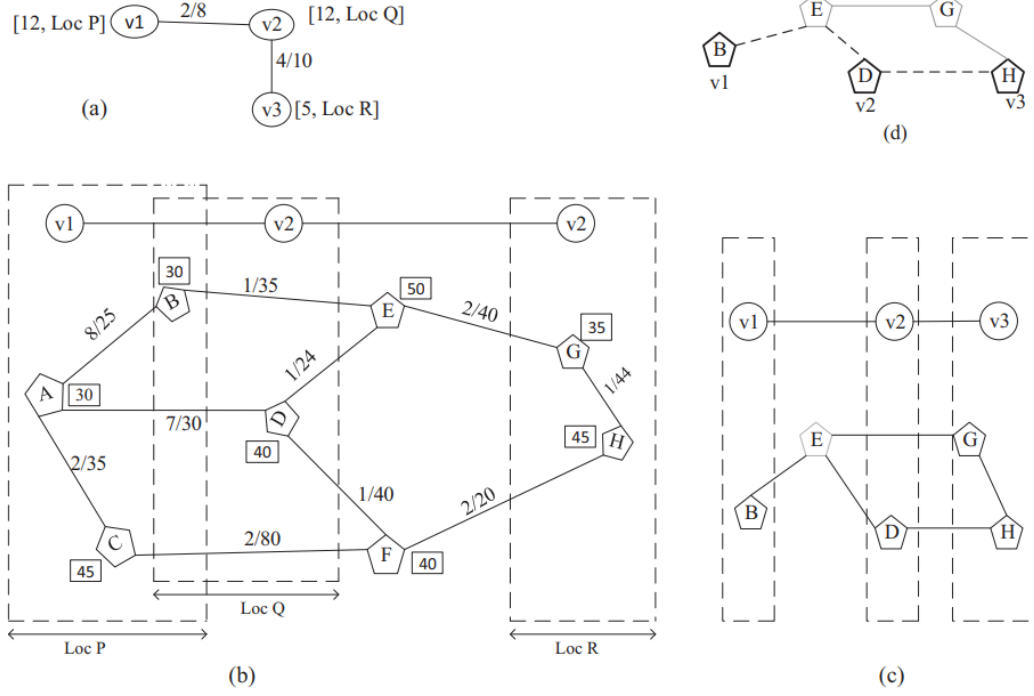 [12, Loc P] v1 2/8 v2 [12, Loc Q]
4/10
v3 [5, Loc R]
(a)
E G
B D H
v1 v2 v3
(d)
v1 v2 v2
30
B 1/35 E 50
8/25 2/40 35
G
1/24 1/44
A 30 D 45 H
7/30 40
2/35 1/40 2/20
C 2/80 F
45 40
Loc Q
Loc P Loc R
(b)
v1 v2 v3
E G
B D H
(c)